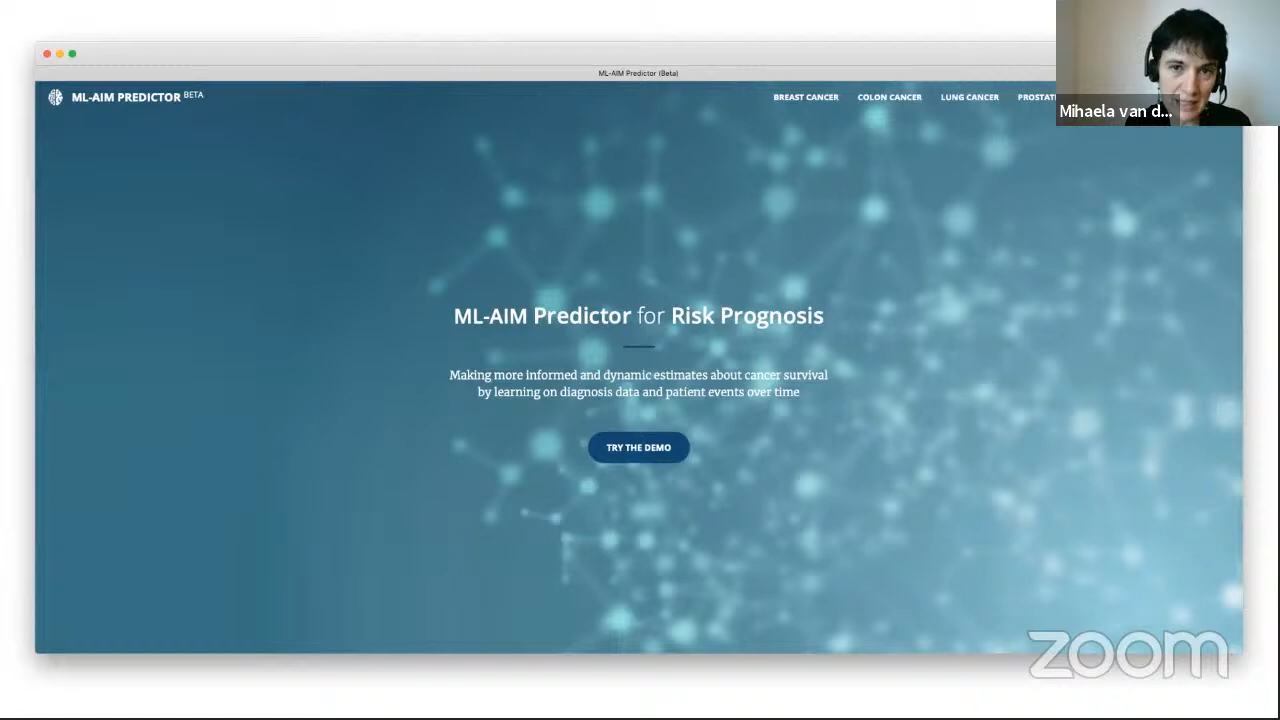 ML-AIM Predictor (Beta)
ML-AIM PREDICTOR BETA
BREAST CANCER COLON CANCER LUNG CANCER PROSTAT
Mihaela van d...
ML-AIM Predictor for Risk Prognosis
Making more informed and dynamic estimates about cancer survival
by learning on diagnosis data and patient events over time
TRY THE DEMO
zoom